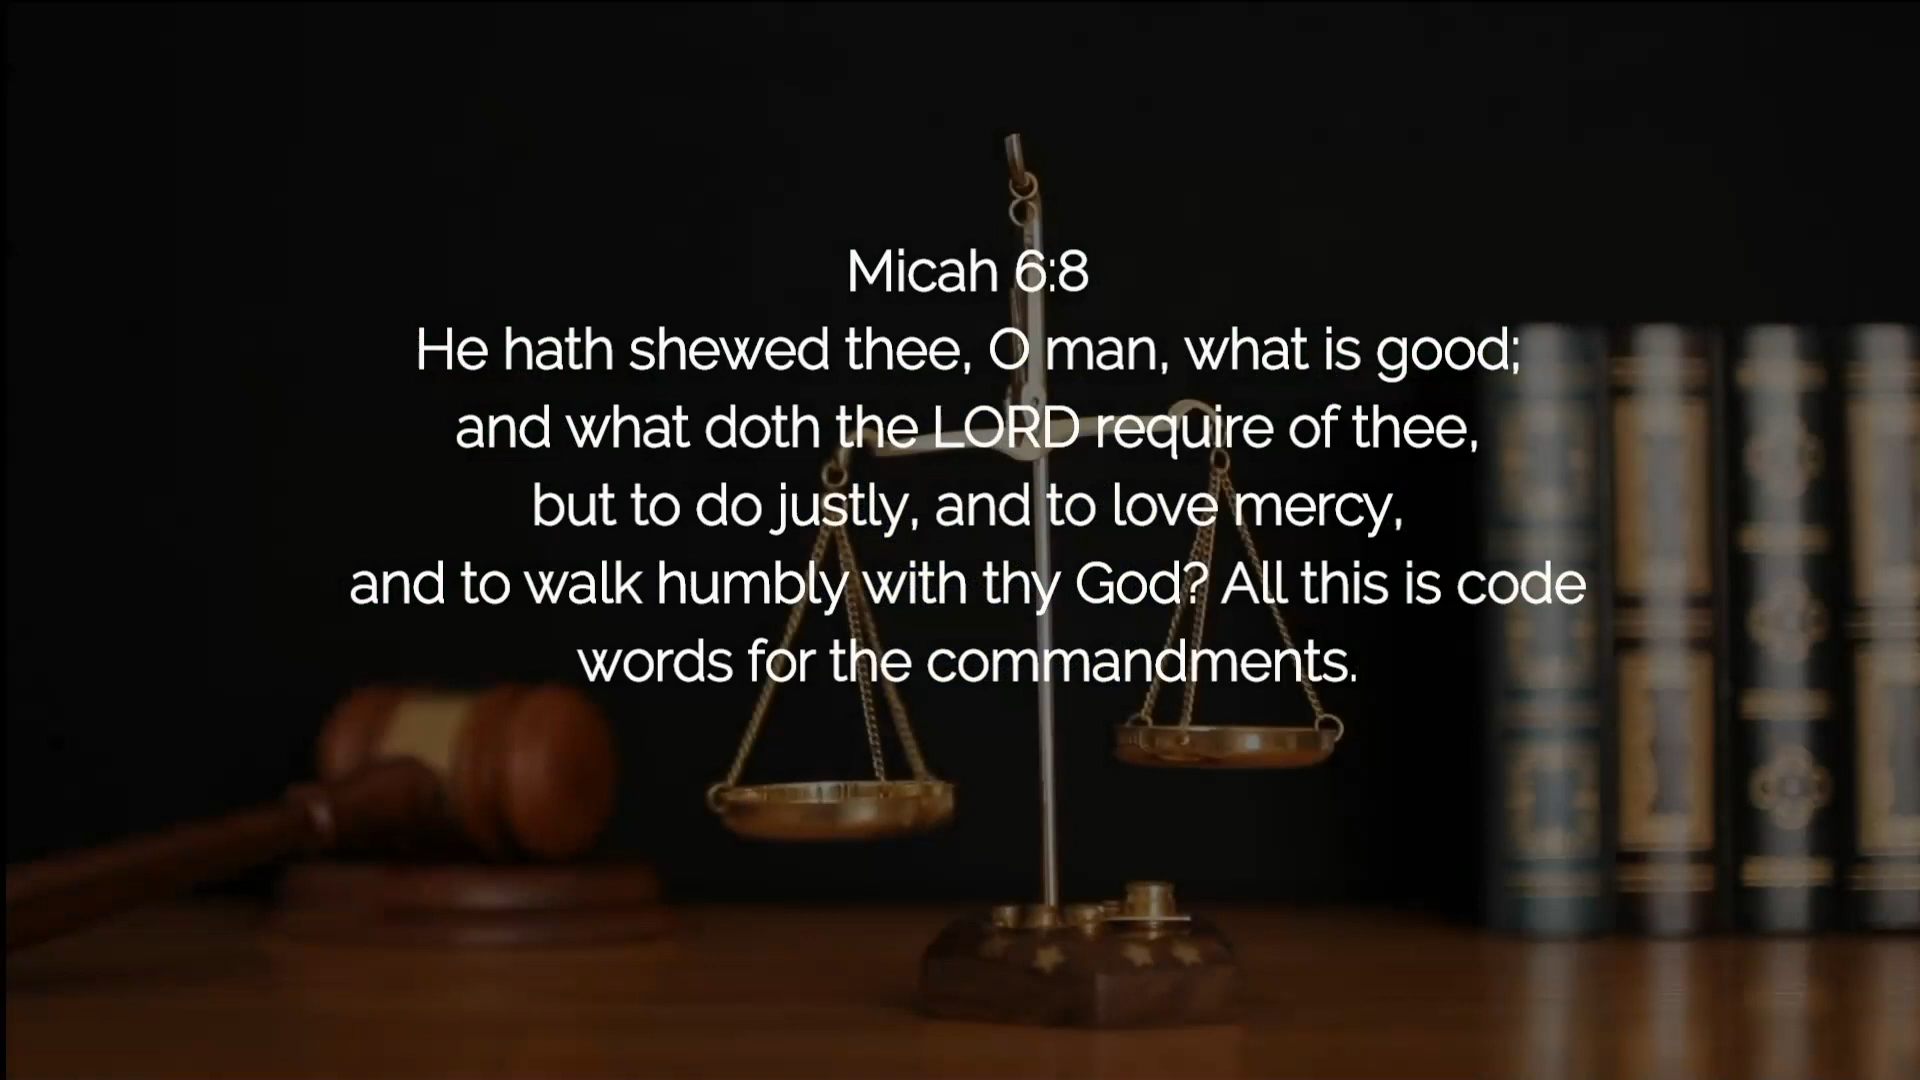 Micah 6:8
He hath shewed thee, O man, what is good;
and what doth the LORD require of thee,
but to do justly, and to love mercy,
and to walk humbly with thy God? All this is code
words for the commandments.